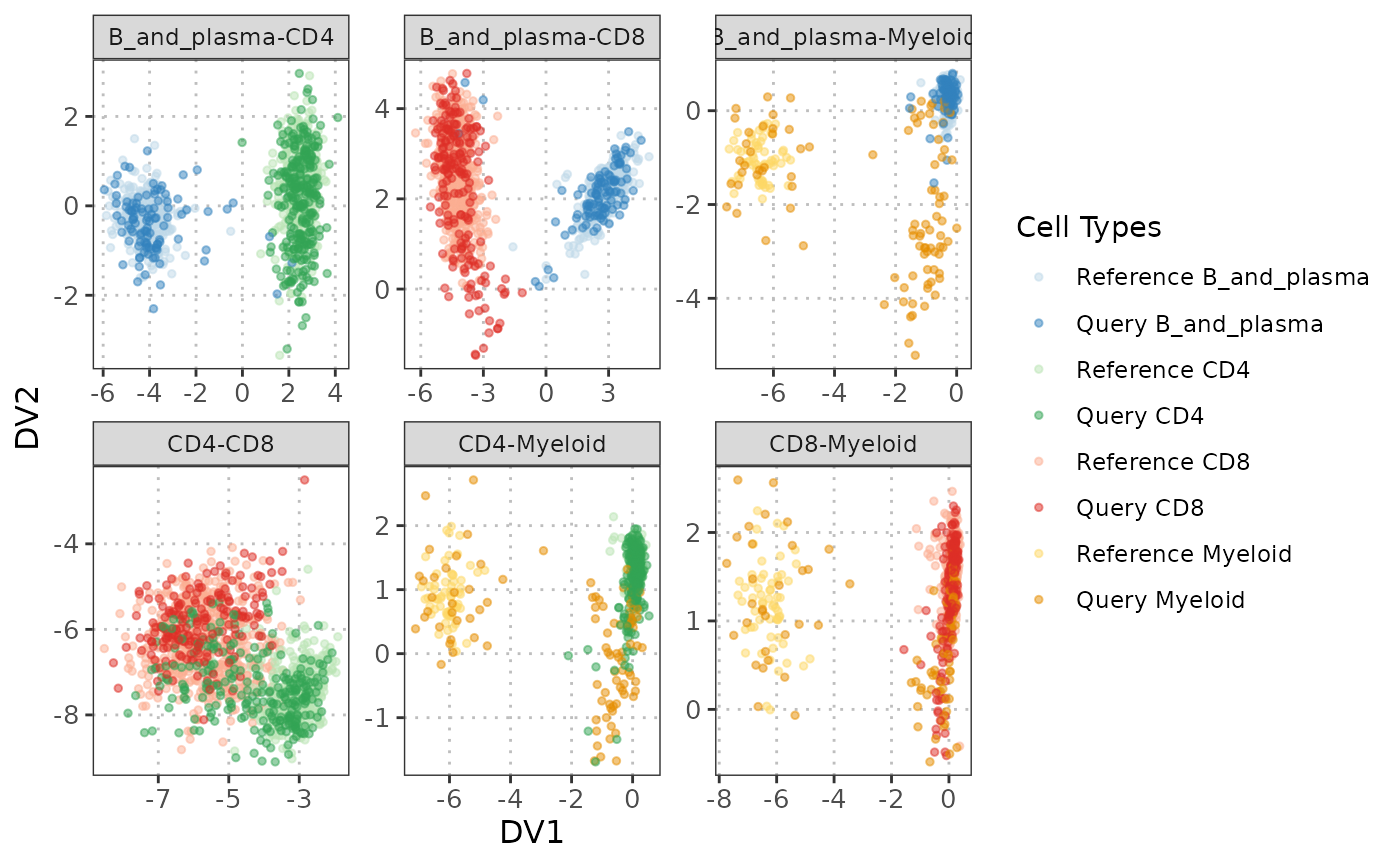 B_and_plasma-CD4
B_and_plasma-CD8
B_and_plasma-Myeloid
2
0
-2
-6 -4 -2 0 2 4
4
2
0
-6 -3 0 3
0
-2
-4
-6 -4 -2 0
CD4-CD8
CD4-Myeloid
CD8-Myeloid
-4
-6
-8
-7 -5 -3
2
1
0
-1
-6 -4 -2 0
2
1
0
-8 -6 -4 -2 0
DV2
DV1
Cell Types
Reference B_and_plasma
Query B_and_plasma
Reference CD4
Query CD4
Reference CD8
Query CD8
Reference Myeloid
Query Myeloid